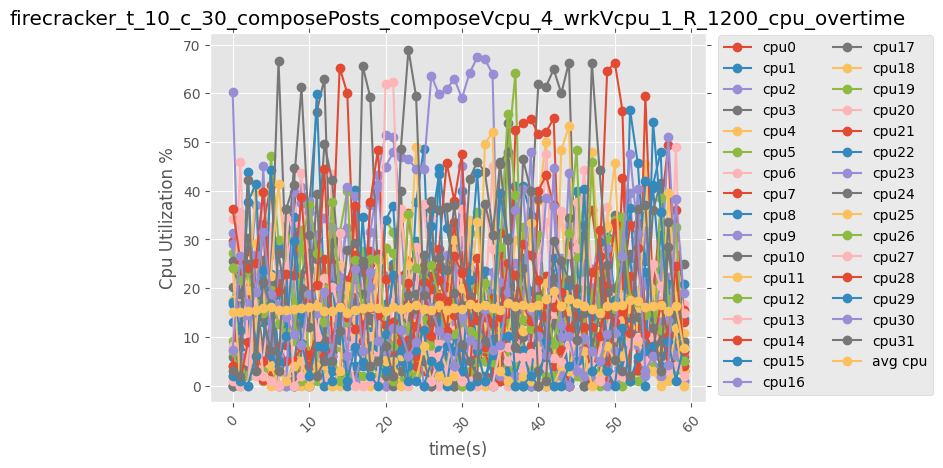 firecracker_t_10_c_30_composePosts_composeVcpu_4_wrkVcpu_1_R_1200_cpu_overtime
70
60
50
40
30
20
10
0
Cpu Utilization %
0
10
20
30
40
50
60
time(s)
cpu0
cpu1
cpu2
cpu3
cpu4
cpu5
cpu6
cpu7
cpu8
cpu9
cpu10
cpu11
cpu12
cpu13
cpu14
cpu15
cpu16
cpu17
cpu18
cpu19
cpu20
cpu21
cpu22
cpu23
cpu24
cpu25
cpu26
cpu27
cpu28
cpu29
cpu30
cpu31
avg cpu